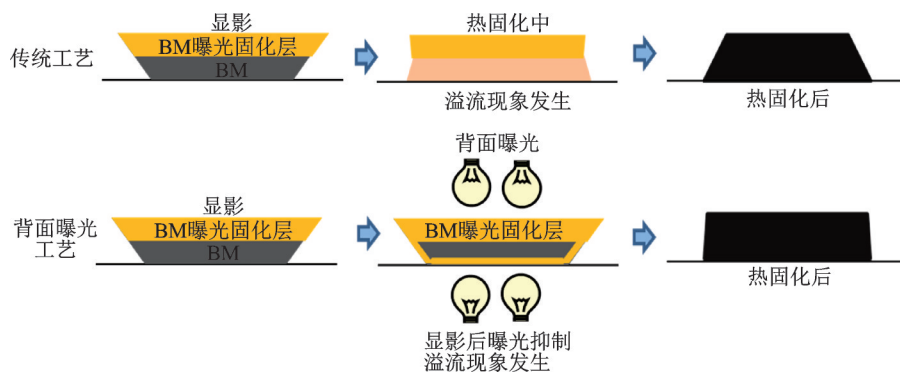 显影
BM曝光固化层
BM
传统工艺
热固化中
溢流现象发生
热固化后
背面曝光
显影
BM曝光固化层
BM
背面曝光
工艺
BM曝光固化层
显影后曝光抑制
溢流现象发生
热固化后